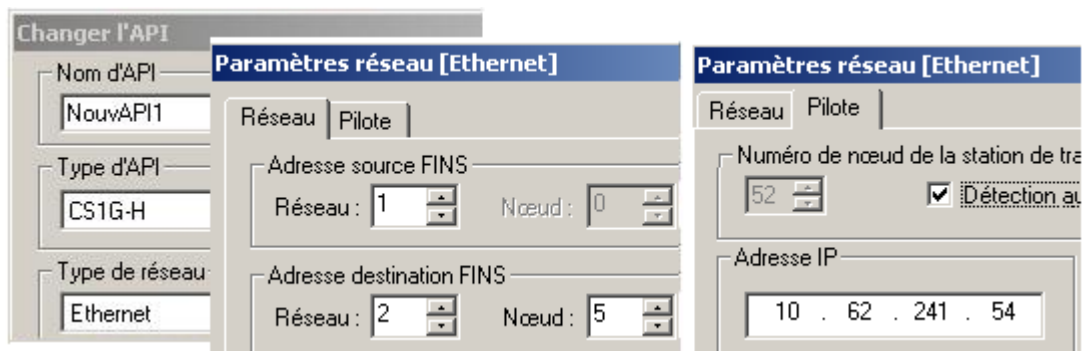 Changer l'API
Nom d'API
NouvAPI1
Type d'API
CS1G-H
Type de réseau
Ethernet
Paramètres réseau [Ethernet]
Réseau Pilote
Adresse source FINS
Réseau : 1 Nœud : 0
Adresse destination FINS
Réseau : 2 Nœud : 5
Paramètres réseau [Ethernet]
Réseau Pilote
Numéro de nœud de la station de tra
52 Détection au
Adresse IP
10 . 62 . 241 . 54